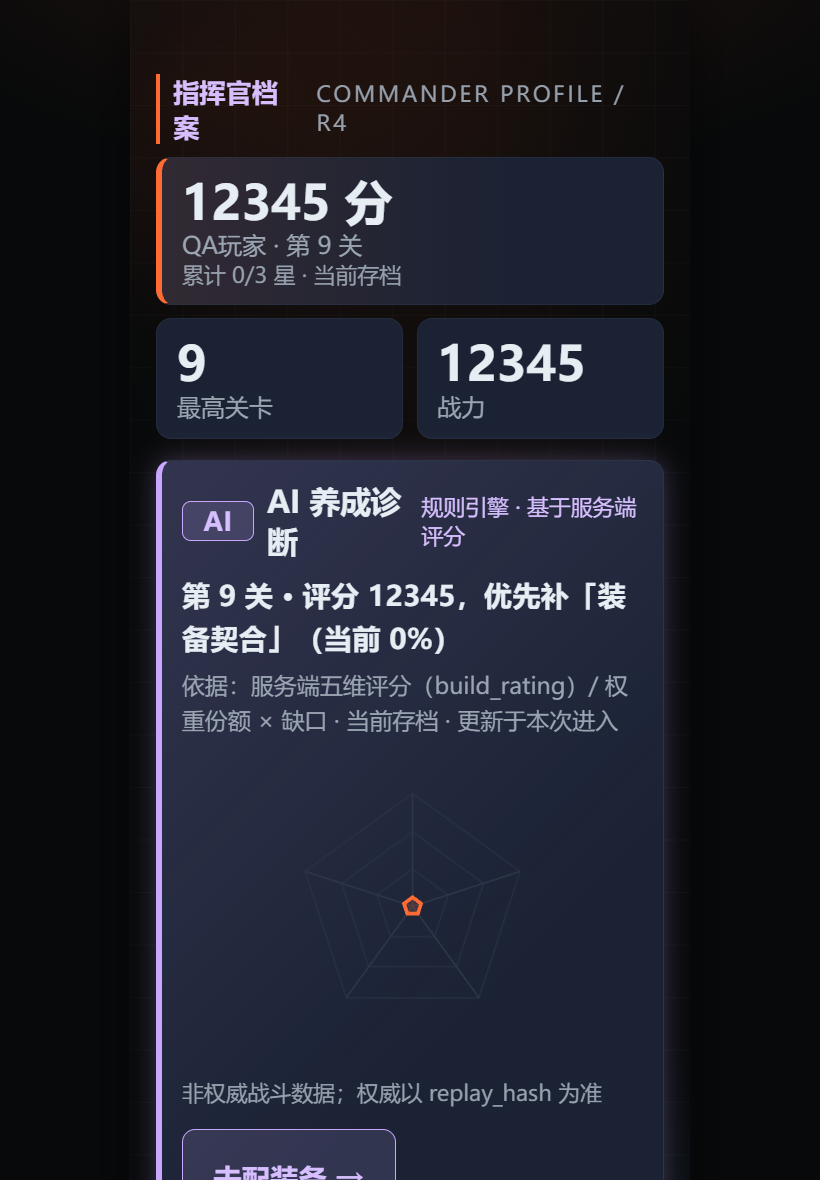 指挥官档
案
COMMANDER PROFILE /
R4
12345 分
QA玩家 · 第 9 关
累计 0/3 星 · 当前存档
9
最高关卡
12345
战力
AI
AI 养成诊
断
规则引擎 · 基于服务端
评分
第 9 关 • 评分 12345，优先补「装
备契合」（当前 0%）
依据：服务端五维评分（build_rating）/ 权
重份额 × 缺口 · 当前存档 · 更新于本次进入
非权威战斗数据；权威以 replay_hash 为准
去配装备 →